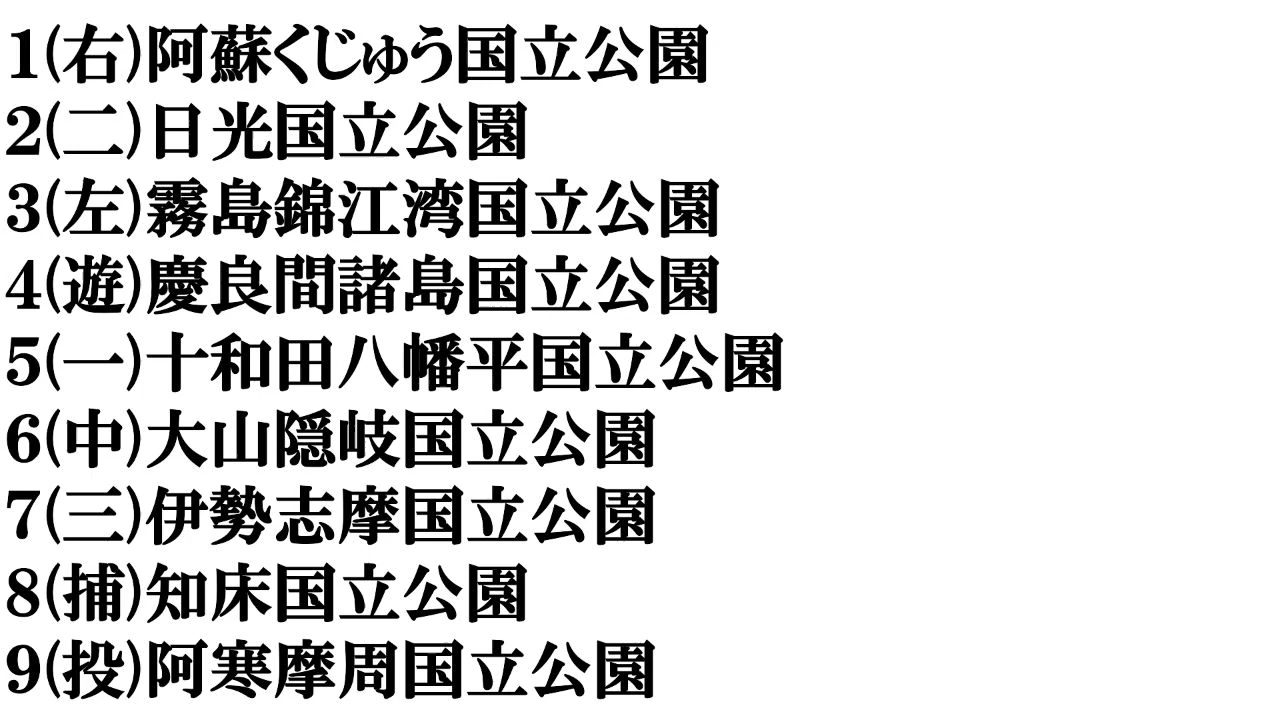 1(右)阿蘇くじゅう国立公園
2(二)日光国立公園
3(左)霧島錦江湾国立公園
4(遊)慶良間諸島国立公園
5(一)十和田八幡平国立公園
6(中)大山隠岐国立公園
7(三)伊勢志摩国立公園
8(捕)知床国立公園
9(投)阿寒摩周国立公園